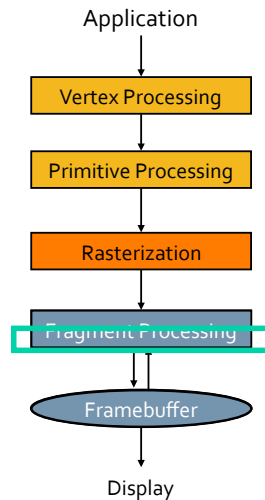 Application
Vertex Processing
Primitive Processing
Rasterization
Fragment Processing
Framebuffer
Display